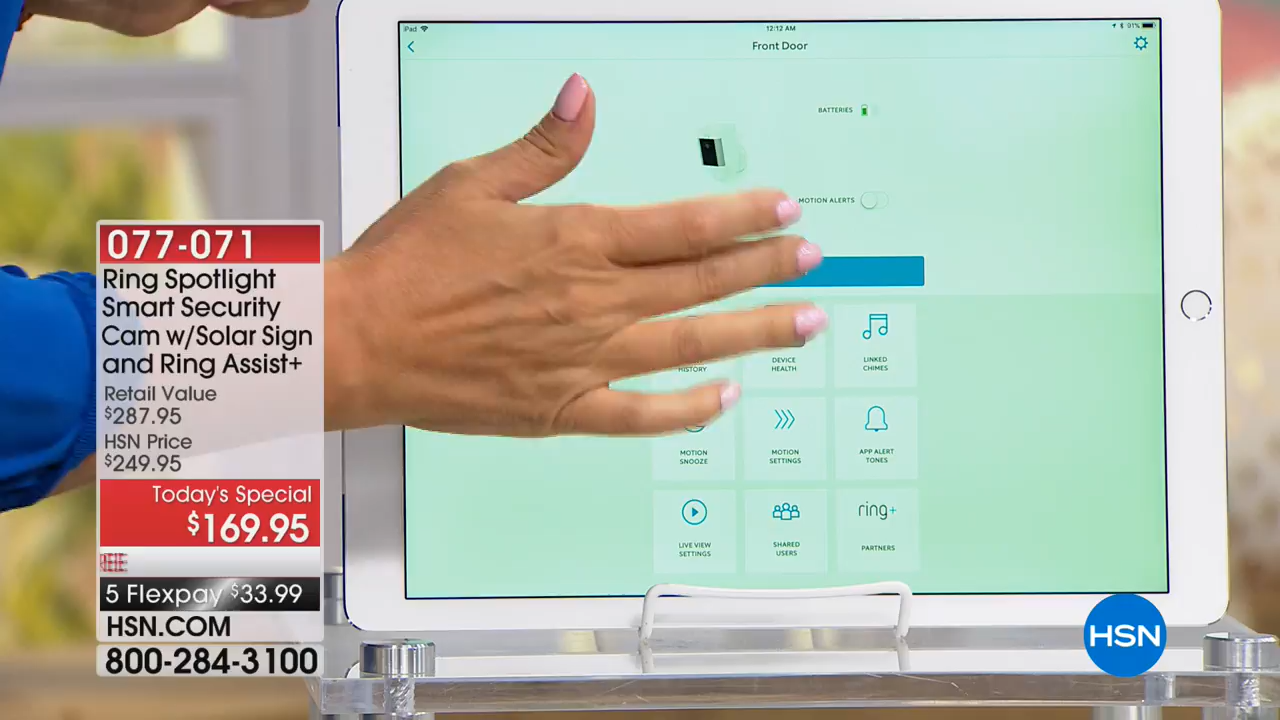 077-071
Ring Spotlight
Smart Security
Cam w/Solar Sign
and Ring Assist+
Retail Value
$287.95
HSN Price
$249.95
Today's Special
$169.95
5 Flexpay $33.99
HSN.COM
800-284-3100
iPad
12:12 AM
91%
Front Door
BATTERIES
MOTION ALERTS
HISTORY
DEVICE
HEALTH
LINKED
CHIMES
MOTION
SNOOZE
MOTION
SETTINGS
APP ALERT
TONES
LIVE VIEW
SETTINGS
SHARED
USERS
ring+
PARTNERS
HSN